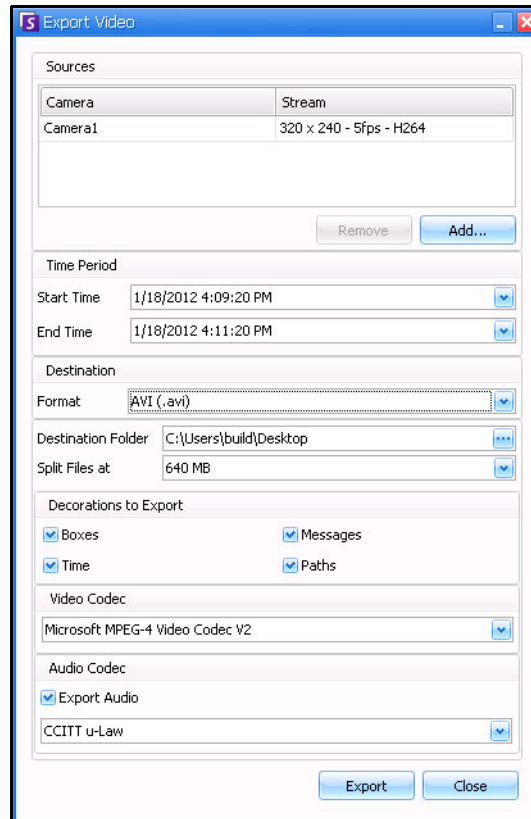 Export Video
Sources
Camera Stream
Camera1 320 x 240 - 5fps - H264
Remove Add...
Time Period
Start Time 1/18/2012 4:09:20 PM
End Time 1/18/2012 4:11:20 PM
Destination
Format AVI (.avi)
Destination Folder C:\Users\build\Desktop
Split Files at 640 MB
Decorations to Export
Boxes Messages
Time Paths
Video Codec
Microsoft MPEG-4 Video Codec V2
Audio Codec
Export Audio
CCITT u-Law
Export Close